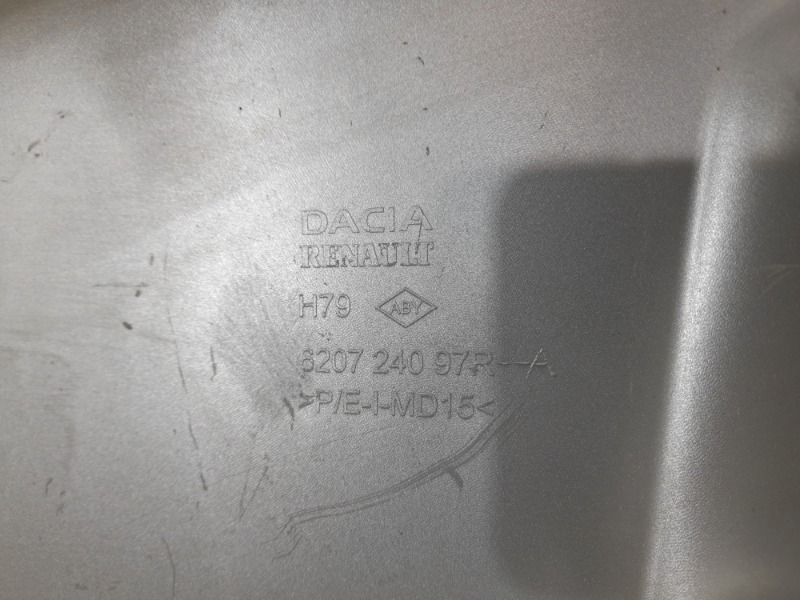 DACIA
RENAULT
H79 ABY
6207 240 97R—A
>P/E-I-MD15<